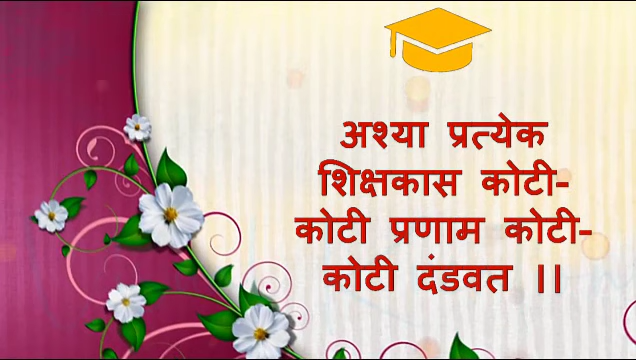 अश्या प्रत्येक
शिक्षकास कोटी-
कोटी प्रणाम कोटी-
कोटी दंडवत ।।